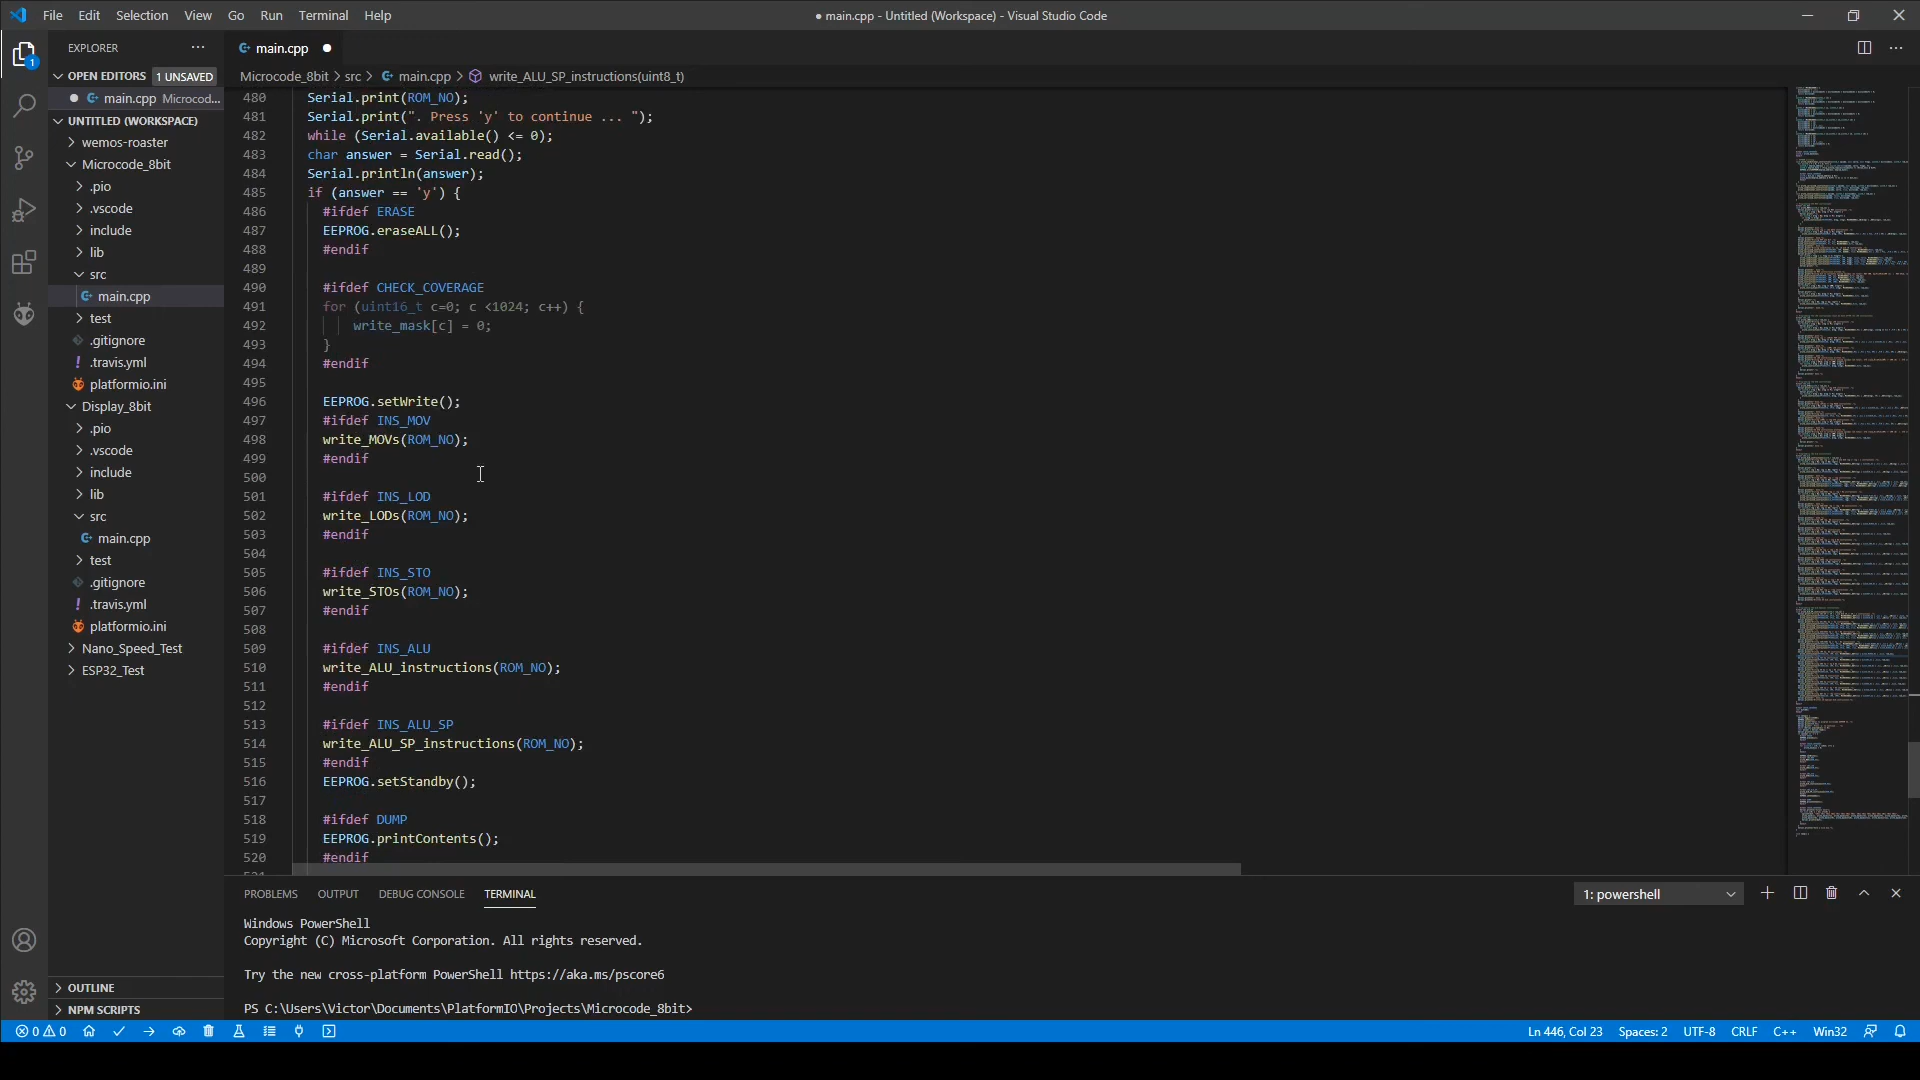 File Edit Selection View Go Run Terminal Help
● main.cpp - Untitled (Workspace) - Visual Studio Code
EXPLORER
OPEN EDITORS 1 UNSAVED
main.cpp Microcod...
UNTITLED (WORKSPACE)
wemos-roaster
Microcode_8bit
.pio
.vscode
include
lib
src
main.cpp
test
.gitignore
.travis.yml
platformio.ini
Display_8bit
.pio
.vscode
include
lib
src
main.cpp
test
.gitignore
.travis.yml
platformio.ini
Nano_Speed_Test
ESP32_Test
OUTLINE
NPM SCRIPTS
1
main.cpp
Microcode_8bit > src > main.cpp > write_ALU_SP_instructions(uint8_t)
480 Serial.print(ROM_NO);
481 Serial.print(". Press 'y' to continue ... ");
482 while (Serial.available() <= 0);
483 char answer = Serial.read();
484 Serial.println(answer);
485 if (answer == 'y') {
486 #ifdef ERASE
487 EEPROG.eraseALL();
488 #endif
489
490 #ifdef CHECK_COVERAGE
491 for (uint16_t c=0; c <1024; c++) {
492 write_mask[c] = 0;
493 }
494 #endif
495
496 EEPROG.setWrite();
497 #ifdef INS_MOV
498 write_MOVs(ROM_NO);
499 #endif
500
501 #ifdef INS_LOD
502 write_LODs(ROM_NO);
503 #endif
504
505 #ifdef INS_STO
506 write_STOs(ROM_NO);
507 #endif
508
509 #ifdef INS_ALU
510 write_ALU_instructions(ROM_NO);
511 #endif
512
513 #ifdef INS_ALU_SP
514 write_ALU_SP_instructions(ROM_NO);
515 #endif
516 EEPROG.setStandby();
517
518 #ifdef DUMP
519 EEPROG.printContents();
520 #endif
PROBLEMS OUTPUT DEBUG CONSOLE TERMINAL
1: powershell
Windows PowerShell
Copyright (C) Microsoft Corporation. All rights reserved.
Try the new cross-platform PowerShell https://aka.ms/pscore6
PS C:\Users\Victor\Documents\PlatformIO\Projects\Microcode_8bit>
0 0
Ln 446, Col 23 Spaces: 2 UTF-8 CRLF C++ Win32